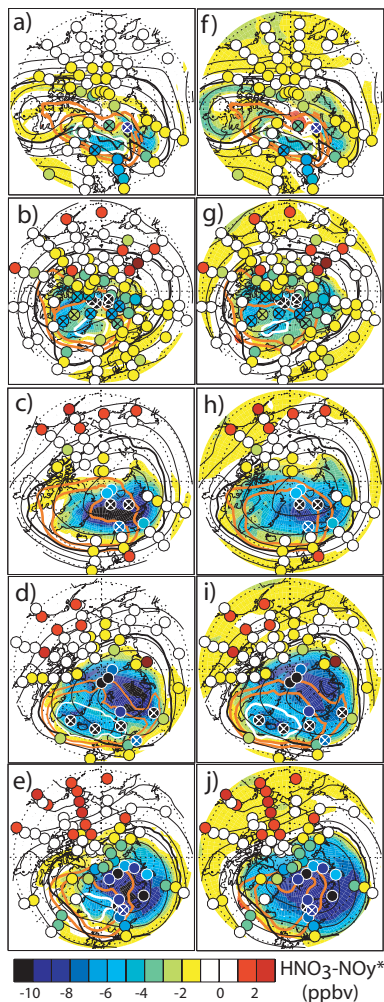 a) f)
b) g)
c) h)
d) i)
e) j)
-10 -8 -6 -4 -2 0 2 HNO3-NOy*
(ppbv)